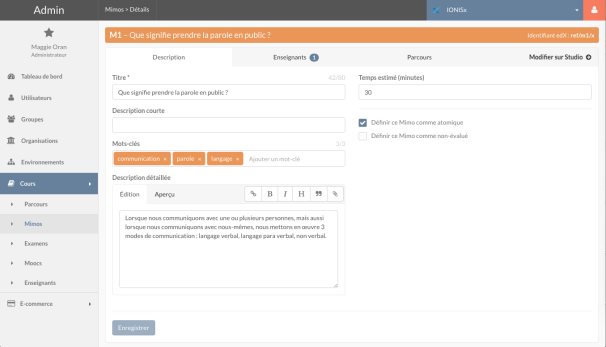 Admin
Mimos > Détails
IONISx
Maggie Oran
Administrateur
Tableau de bord
Utilisateurs
Groupes
Organisations
Environnements
Cours
Parcours
Mimos
Examens
Moocs
Enseignants
E-commerce
M1 – Que signifie prendre la parole en public ?
Identifiant edX : ref/m1/x
Description
Enseignants 1
Parcours
Modifier sur Studio
Titre *
42/80
Que signifie prendre la parole en public ?
Description courte
Mots-clés
3/5
communication ×
parole ×
langage ×
Ajouter un mot-clé
Description détaillée
Édition
Aperçu
B
I
H
Lorsque nous communiquons avec une ou plusieurs personnes, mais aussi
lorsque nous communiquons avec nous-mêmes, nous mettons en œuvre 3
modes de communication : langage verbal, langage para verbal, non verbal.
Temps estimé (minutes)
30
Définir ce Mimo comme atomique
Définir ce Mimo comme non-évalué
Enregistrer